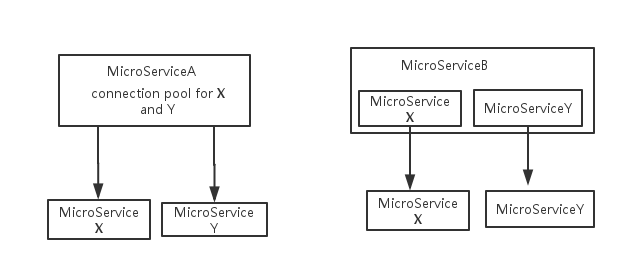 MicroServiceA
connection pool for X
and Y
MicroService
X
MicroService
Y
MicroServiceB
MicroService
X
MicroServiceY
MicroService
X
MicroServiceY